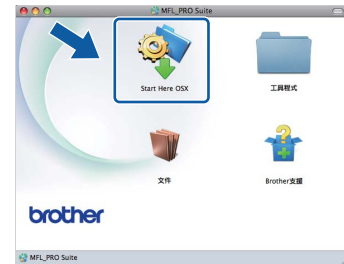 MFL_PRO Suite
Start Here OSX
工具程式
文件
Brother支援
brother
MFL_PRO Suite